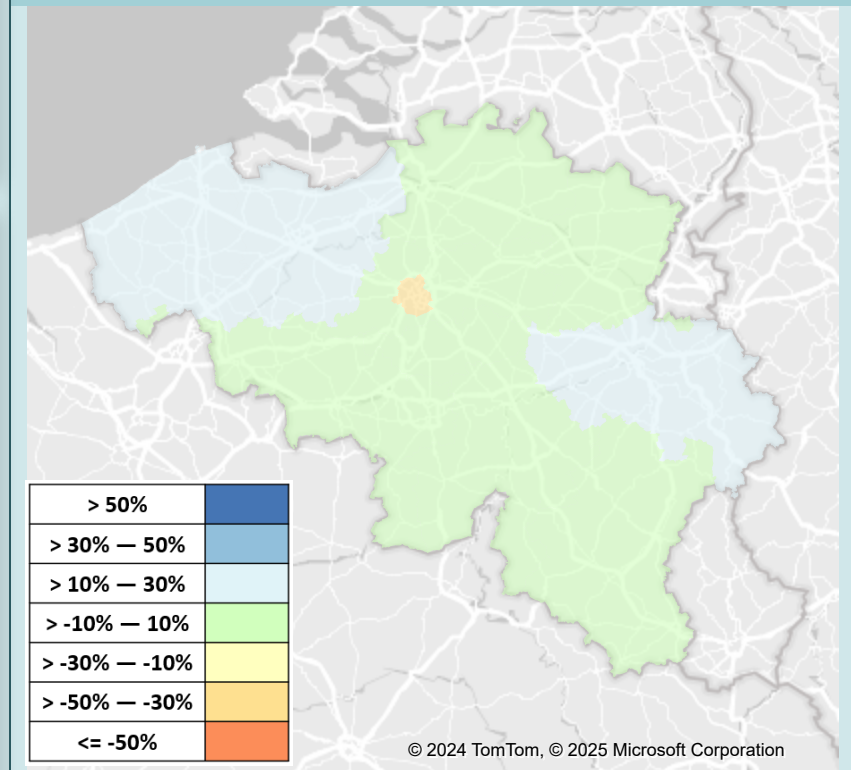 > 50%
> 30% — 50%
> 10% — 30%
> -10% — 10%
> -30% — -10%
> -50% — -30%
<= -50%
© 2024 TomTom, © 2025 Microsoft Corporation